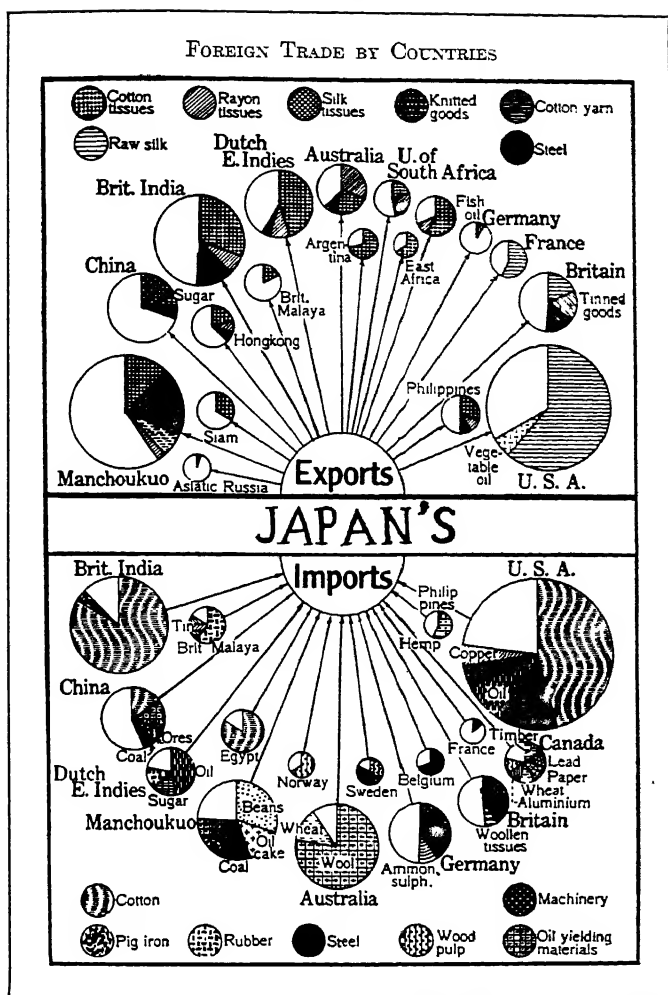 FOREIGN TRADE BY COUNTRIES
Cotton tissues
Rayon tissues
Silk tissues
Knitted goods
Cotton yarn
Raw silk
Steel
Dutch E. Indies
Australia
U. of South Africa
Brit. India
Fish oil
Germany
Argentina
East Africa
France
China
Sugar
Brit. Malaya
Britain
Tinned goods
Hongkong
Philippines
Siam
Vegetable oil
Manchoukuo
Asiatic Russia
Exports
U. S. A.
JAPAN'S
Imports
Brit. India
U. S. A.
Philip pines
Tin
Brit Malaya
Hemp
Copper
Oil
China
Coal
Ores
Egypt
France
Timber
Canada
Lead
Paper
Wheat
Aluminium
Dutch E. Indies
Oil
Sugar
Norway
Sweden
Belgium
Manchoukuo
Beans
Oil cake
Coal
Wheat
Wool
Australia
Ammon. sulph.
Germany
Britain
Woollen tissues
Cotton
Machinery
Pig iron
Rubber
Steel
Wood pulp
Oil yielding materials